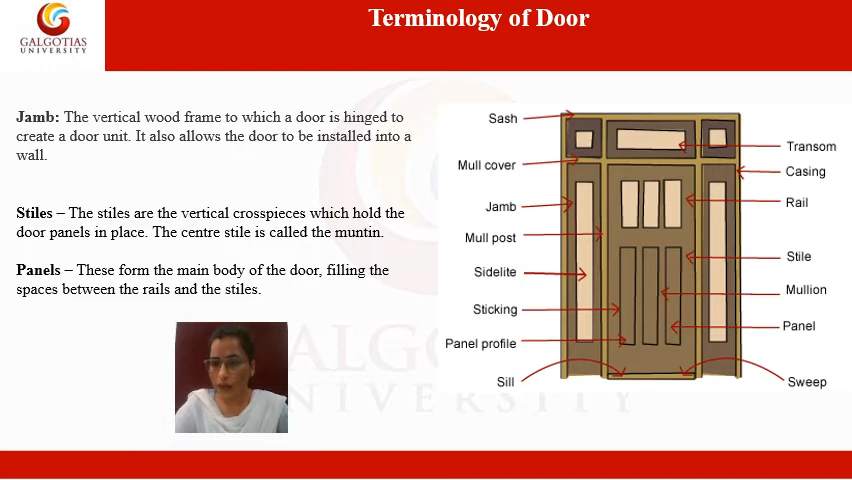 Terminology of Door
GALGOTIAS
UNIVERSITY
Jamb: The vertical wood frame to which a door is hinged to
create a door unit. It also allows the door to be installed into a
wall.
Stiles – The stiles are the vertical crosspieces which hold the
door panels in place. The centre stile is called the muntin.
Panels – These form the main body of the door, filling the
spaces between the rails and the stiles.
Sash
Mull cover
Jamb
Mull post
Sidelite
Sticking
Panel profile
Sill
Transom
Casing
Rail
Stile
Mullion
Panel
Sweep